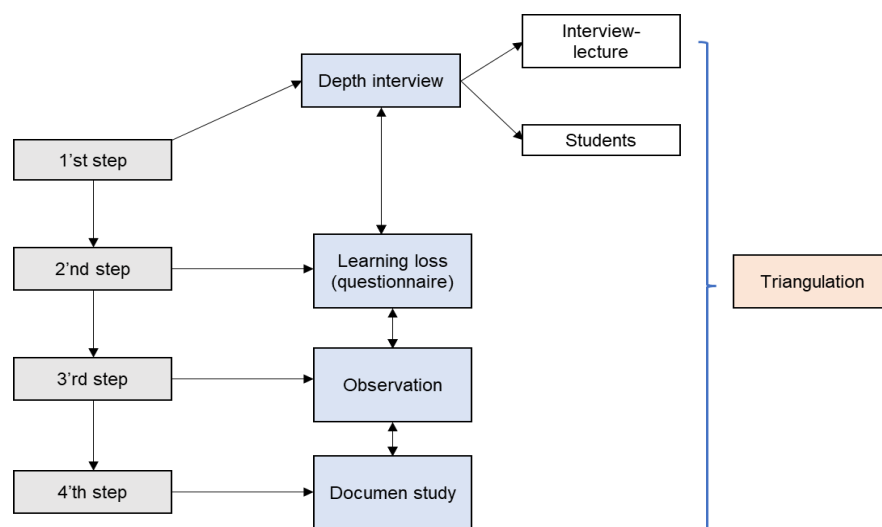 Interview-
lecture
Depth interview
Students
1'st step
2'nd step
Learning loss
(questionnaire)
Triangulation
3'rd step
Observation
4'th step
Documen study